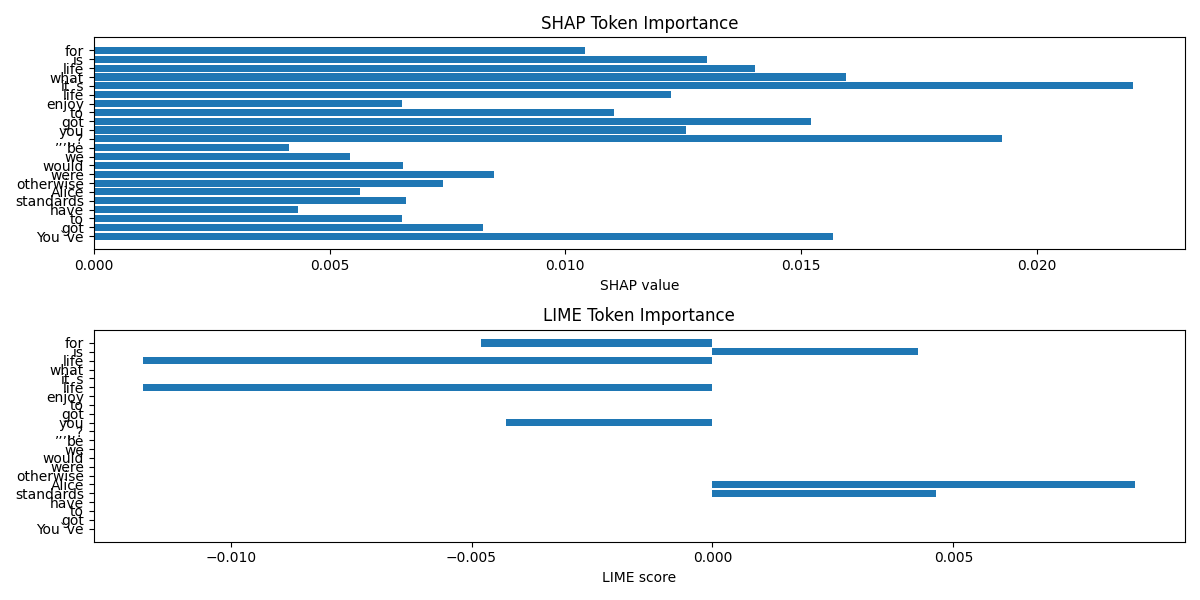 SHAP Token Importance
for
is
life
what
it's
life
enjoy
to
got
you
be
we
would
were
otherwise
Alice
standards
have
to
got
You've
0.000 0.005 0.010 0.015 0.020
SHAP value
LIME Token Importance
for
is
life
what
it's
life
enjoy
to
got
you
be
we
would
were
otherwise
Alice
standards
have
to
got
You've
−0.010 −0.005 0.000 0.005
LIME score